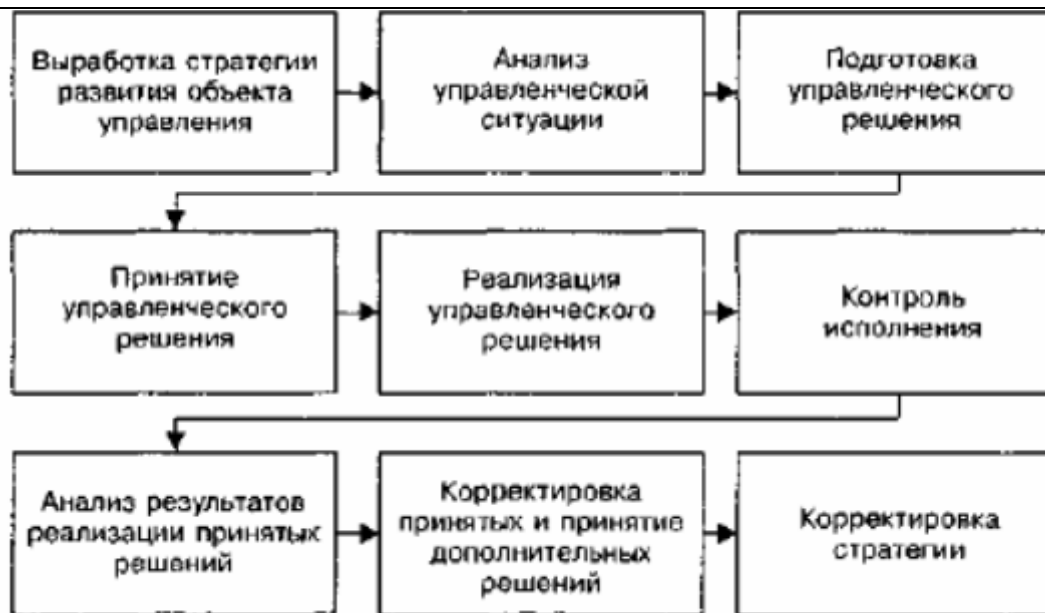 Выработка стратегии
развития объекта
управления
Анализ
управленческой
ситуации
Подготовка
управленческого
решения
Принятие
управленческого
решения
Реализация
управленческого
решения
Контроль
исполнения
Анализ результатов
реализации принятых
решений
Корректировка
принятых и принятие
дополнительных
решений
Корректировка
стратегии